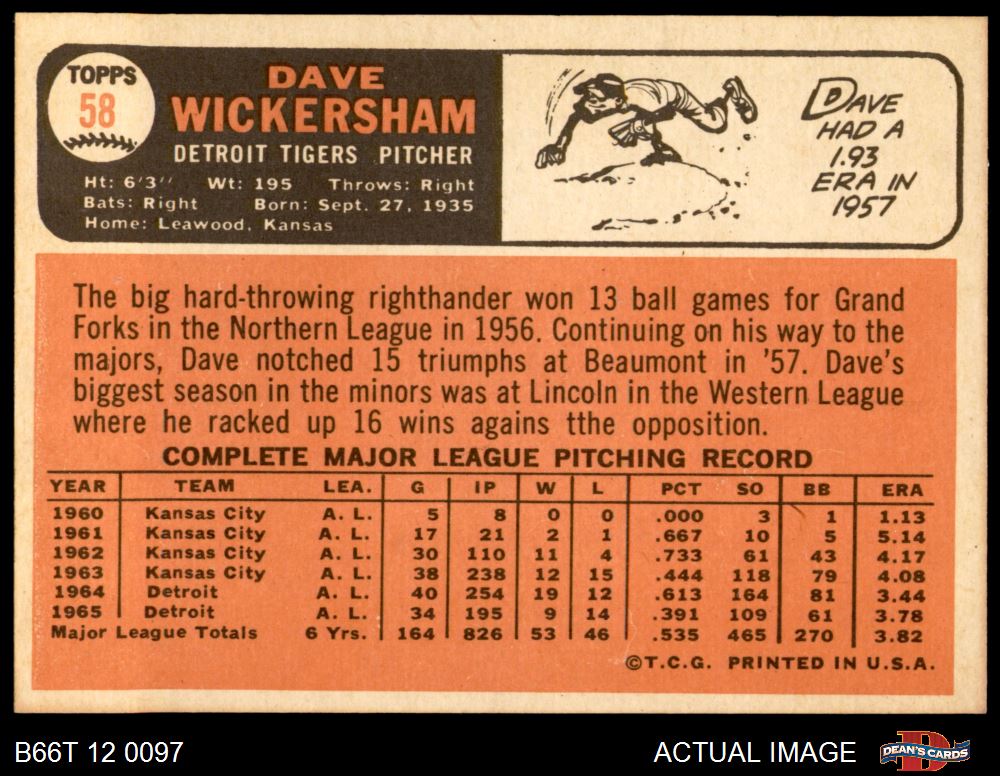 TOPPS
58
DAVE
WICKERSHAM
DETROIT TIGERS PITCHER
Ht: 6'3" Wt: 195 Throws: Right
Bats: Right Born: Sept. 27, 1935
Home: Leawood, Kansas
DAVE
HAD A
1.93
ERA IN
1957
The big hard-throwing righthander won 13 ball games for Grand
Forks in the Northern League in 1956. Continuing on his way to the
majors, Dave notched 15 triumphs at Beaumont in '57. Dave's
biggest season in the minors was at Lincoln in the Western League
where he racked up 16 wins agains tthe opposition.
COMPLETE MAJOR LEAGUE PITCHING RECORD
YEAR TEAM LEA. G IP W L PCT SO BB ERA
1960 Kansas City A. L. 5 8 0 0 .000 3 1 1.13
1961 Kansas City A. L. 17 21 2 1 .667 10 5 5.14
1962 Kansas City A. L. 30 110 11 4 .733 61 43 4.17
1963 Kansas City A. L. 38 238 12 15 .444 118 79 4.08
1964 Detroit A. L. 40 254 19 12 .613 164 81 3.44
1965 Detroit A. L. 34 195 9 14 .391 109 61 3.78
Major League Totals 6 Yrs. 164 826 53 46 .535 465 270 3.82
©T.C.G. PRINTED IN U.S.A.
B66T 12 0097
ACTUAL IMAGE
DEAN'S CARDS